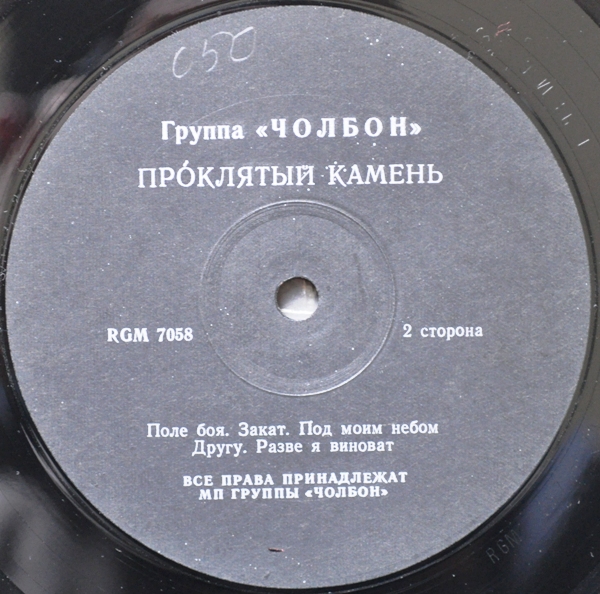 с50
Группа «ЧОЛБОН»
ПРО́КЛЯТЫЙ КАМЕНЬ
RGM 7058
2 сторона
Поле боя. Закат. Под моим небом
Другу. Разве я виноват
ВСЕ ПРАВА ПРИНАДЛЕЖАТ
МП ГРУППЫ «ЧОЛБОН»
RGM